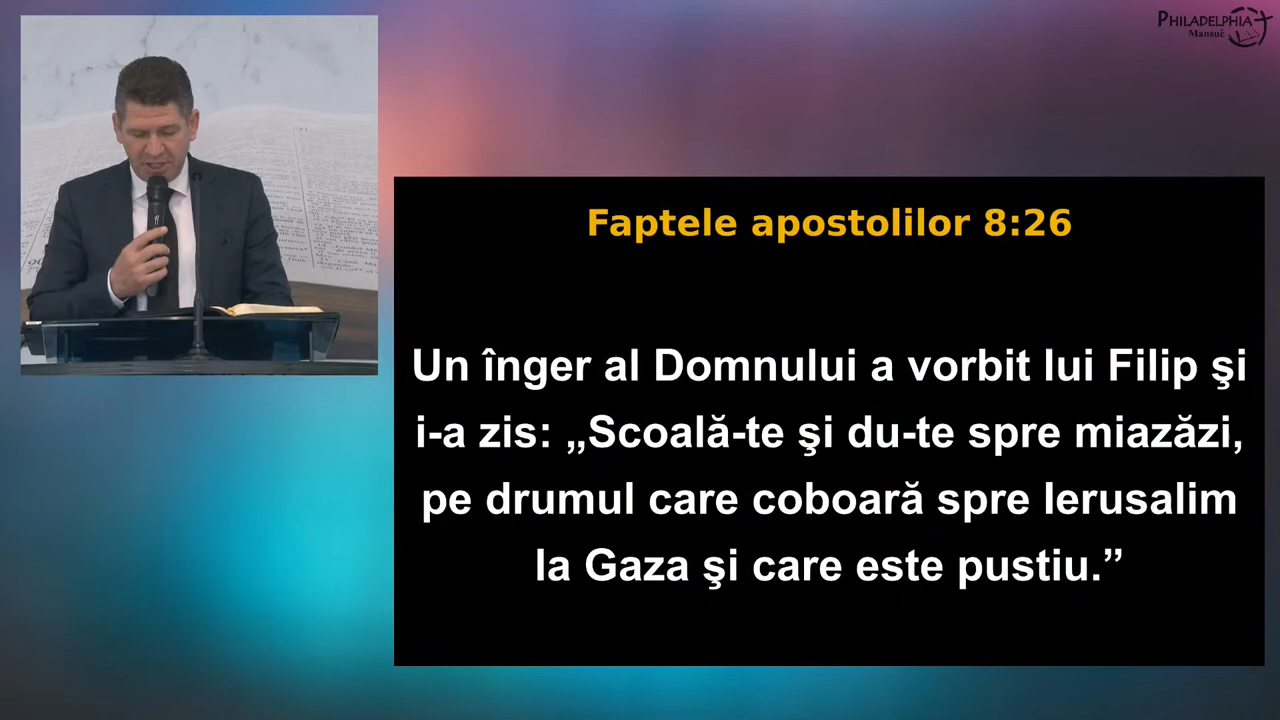 PHILADELPHIA
Mansuè
Faptele apostolilor 8:26
Un înger al Domnului a vorbit lui Filip şi
i-a zis: „Scoală-te şi du-te spre miazăzi,
pe drumul care coboară spre Ierusalim
la Gaza şi care este pustiu.”